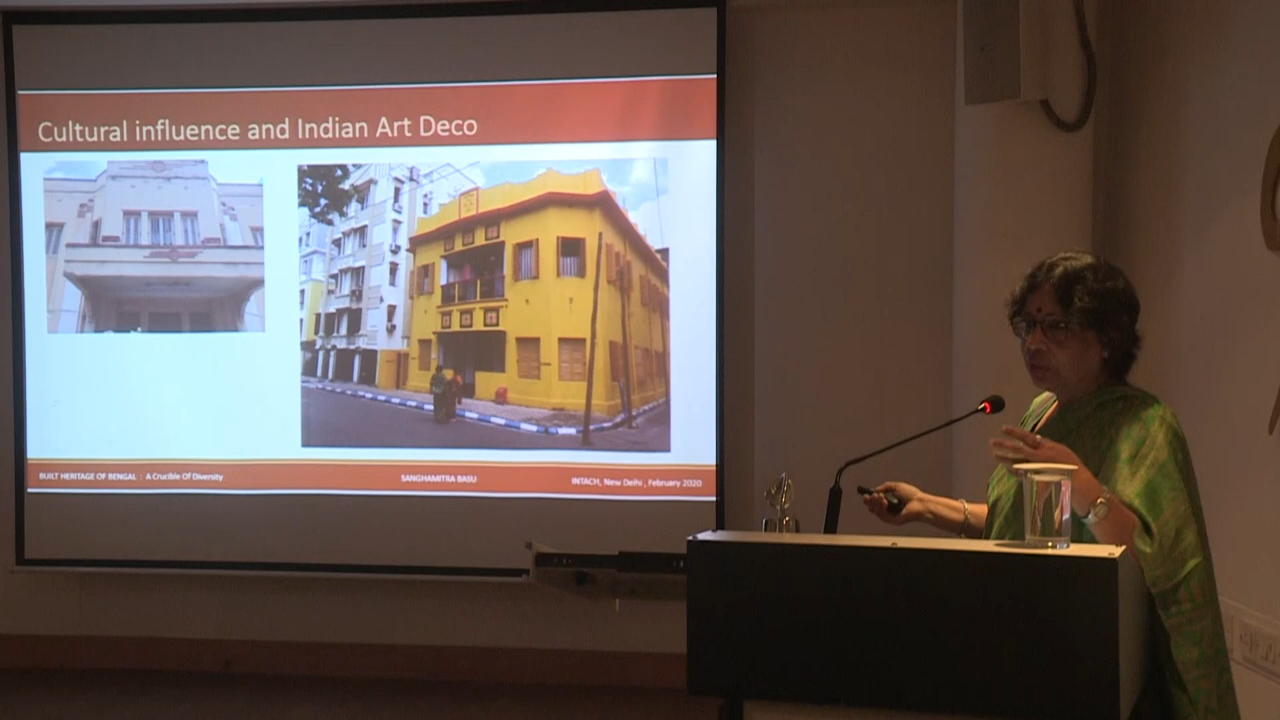 Cultural influence and Indian Art Deco
BUILT HERITAGE OF BENGAL : A Crucible Of Diversity
SANGHAMITRA BASU
INTACH, New Delhi , February 2020